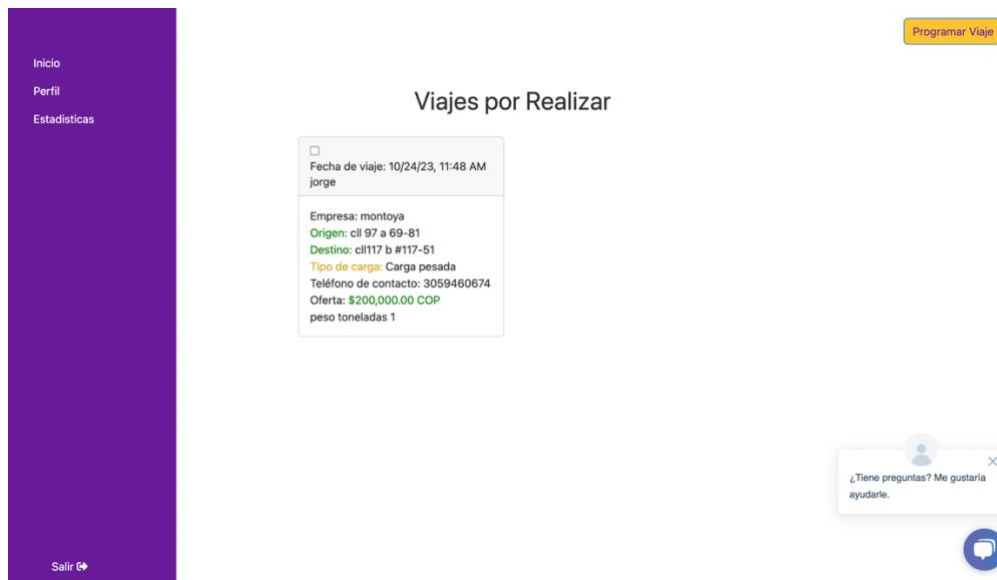 Programar Viaje
Inicio
Perfil
Estadísticas
Viajes por Realizar
Fecha de viaje: 10/24/23, 11:48 AM
jorge
Empresa: montoya
Origen: cll 97 a 69-81
Destino: cll117 b #117-51
Tipo de carga: Carga pesada
Teléfono de contacto: 3059460674
Oferta: $200,000.00 COP
peso toneladas 1
¿Tiene preguntas? Me gustaría
ayudarle.
Salir